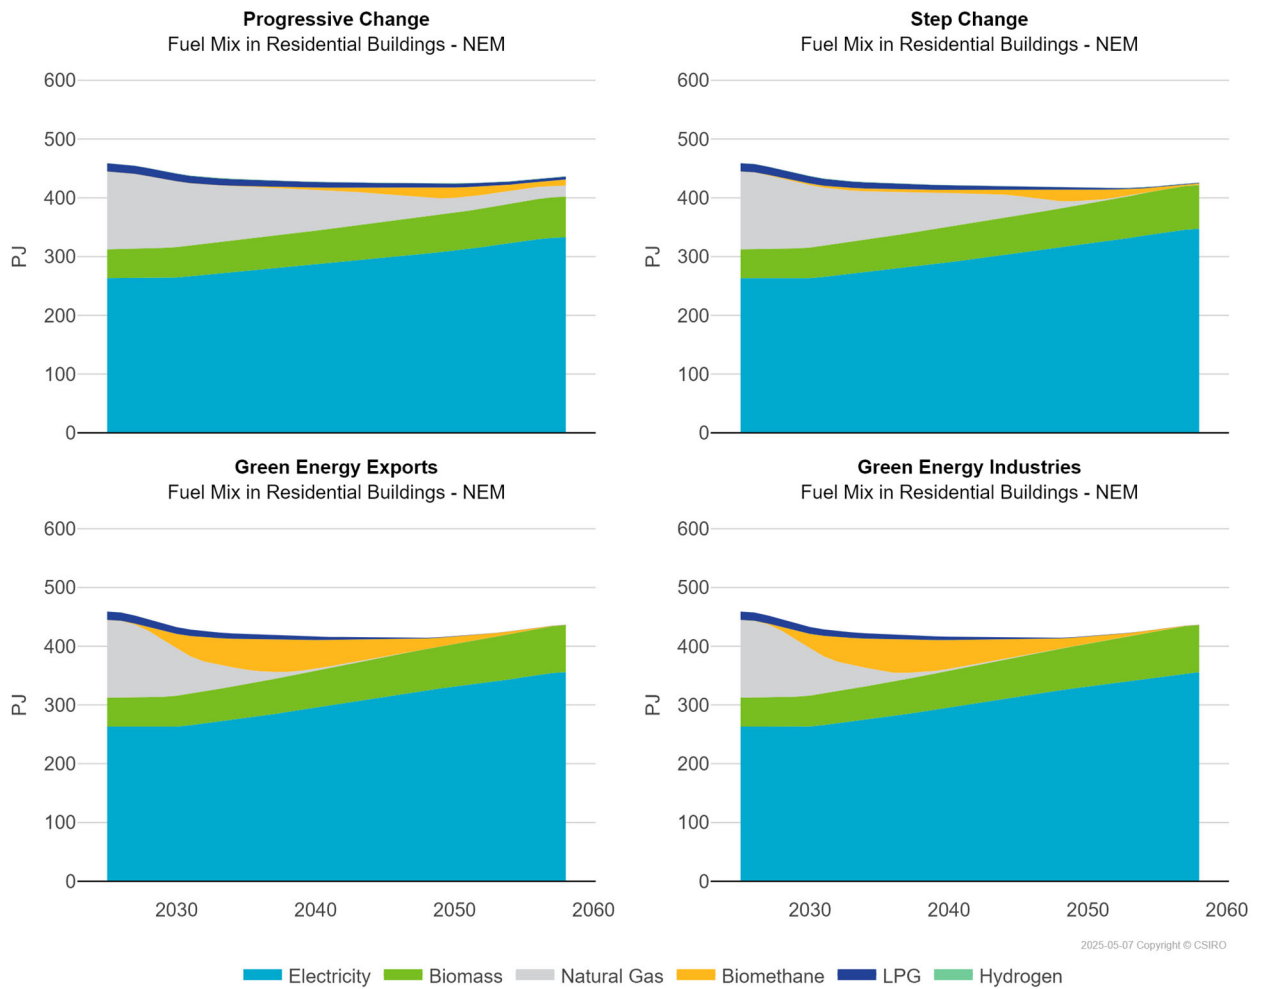 Progressive Change
Fuel Mix in Residential Buildings - NEM
600
500
400
300
200
100
0
PJ
Step Change
Fuel Mix in Residential Buildings - NEM
600
500
400
300
200
100
0
PJ
Green Energy Exports
Fuel Mix in Residential Buildings - NEM
600
500
400
300
200
100
0
PJ
2030 2040 2050 2060
Green Energy Industries
Fuel Mix in Residential Buildings - NEM
600
500
400
300
200
100
0
PJ
2030 2040 2050 2060
2025-05-07 Copyright © CSIRO
Electricity Biomass Natural Gas Biomethane LPG Hydrogen